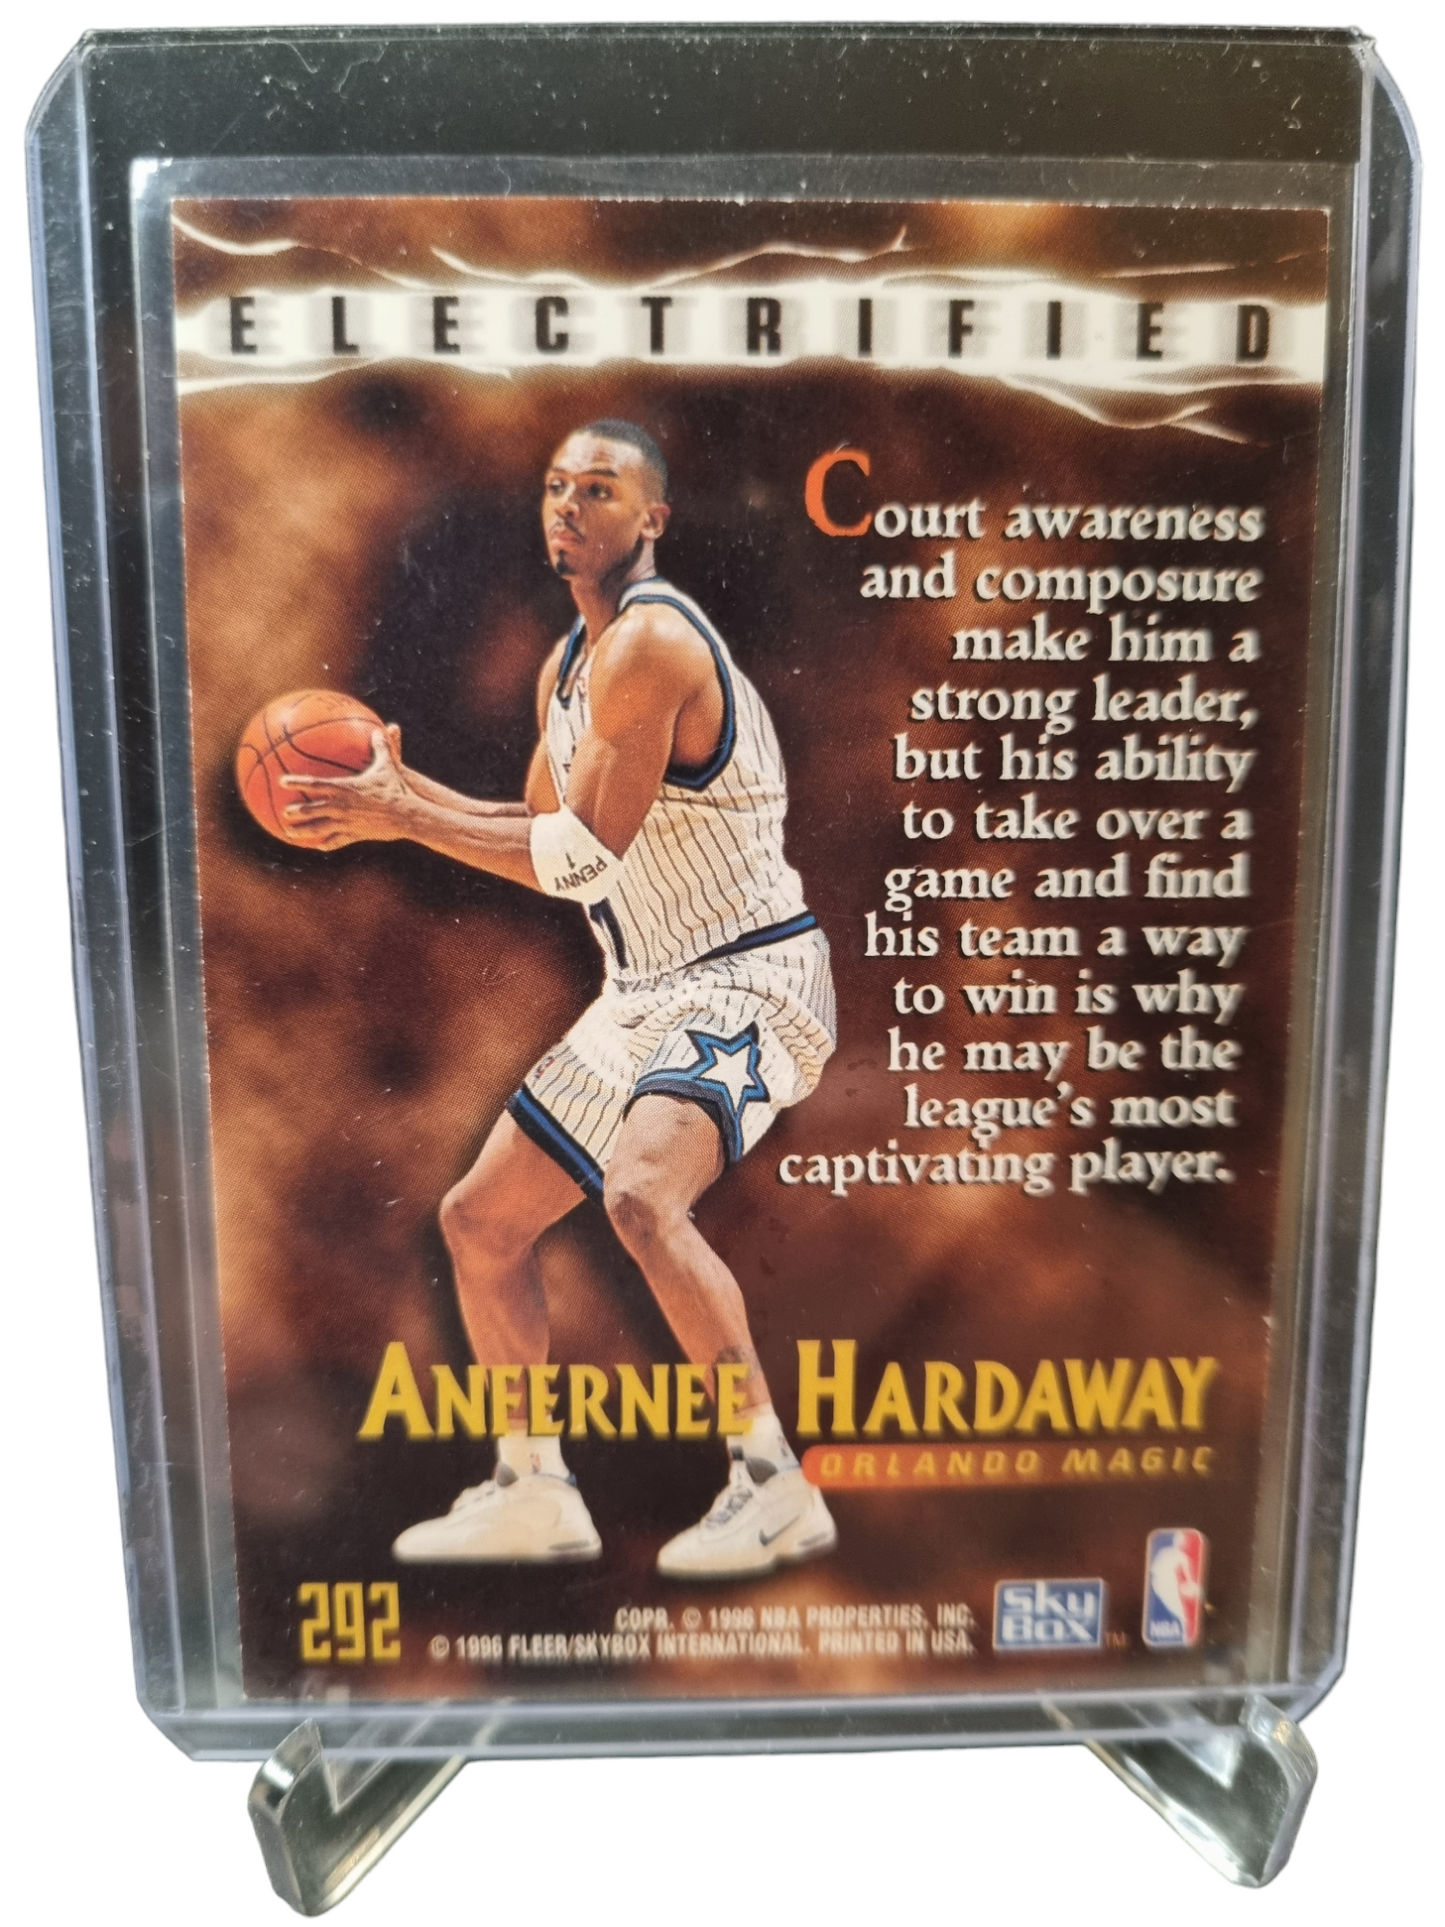 ELECTRIFIED
Court awareness
and composure
make him a
strong leader,
but his ability
to take over a
game and find
his team a way
to win is why
he may be the
league's most
captivating player.
PENNY
1
1
ANFERNEE HARDAWAY
ORLANDO MAGIC
292
COPR. © 1996 NBA PROPERTIES, INC.
© 1996 FLEER/SKYBOX INTERNATIONAL. PRINTED IN USA.
SkyBox TM
NBA